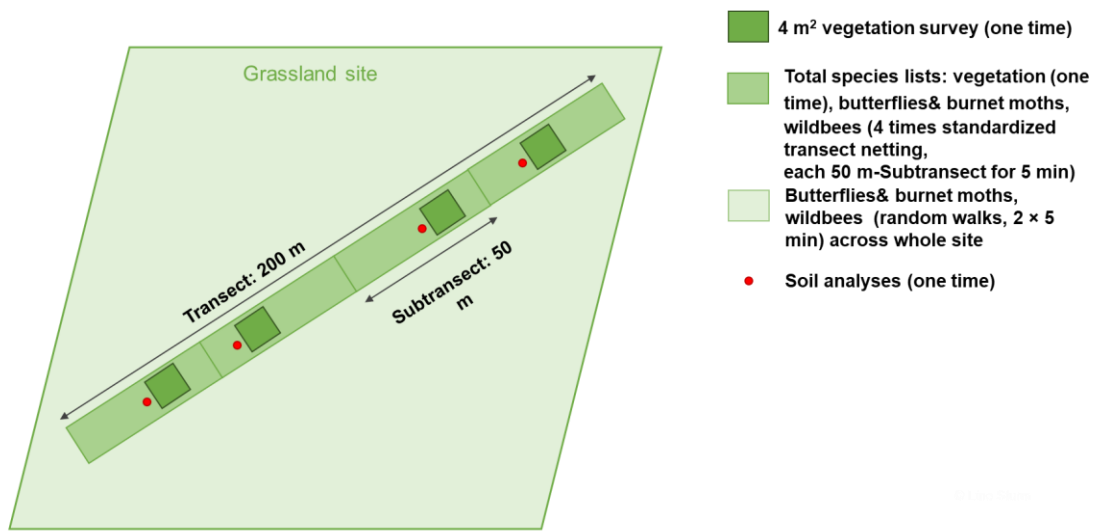 Grassland site
Transect: 200 m
Subtransect: 50
m
4 m² vegetation survey (one time)
Total species lists: vegetation (one
time), butterflies& burnet moths,
wildbees (4 times standardized
transect netting,
each 50 m-Subtransect for 5 min)
Butterflies& burnet moths,
wildbees (random walks, 2 × 5
min) across whole site
Soil analyses (one time)